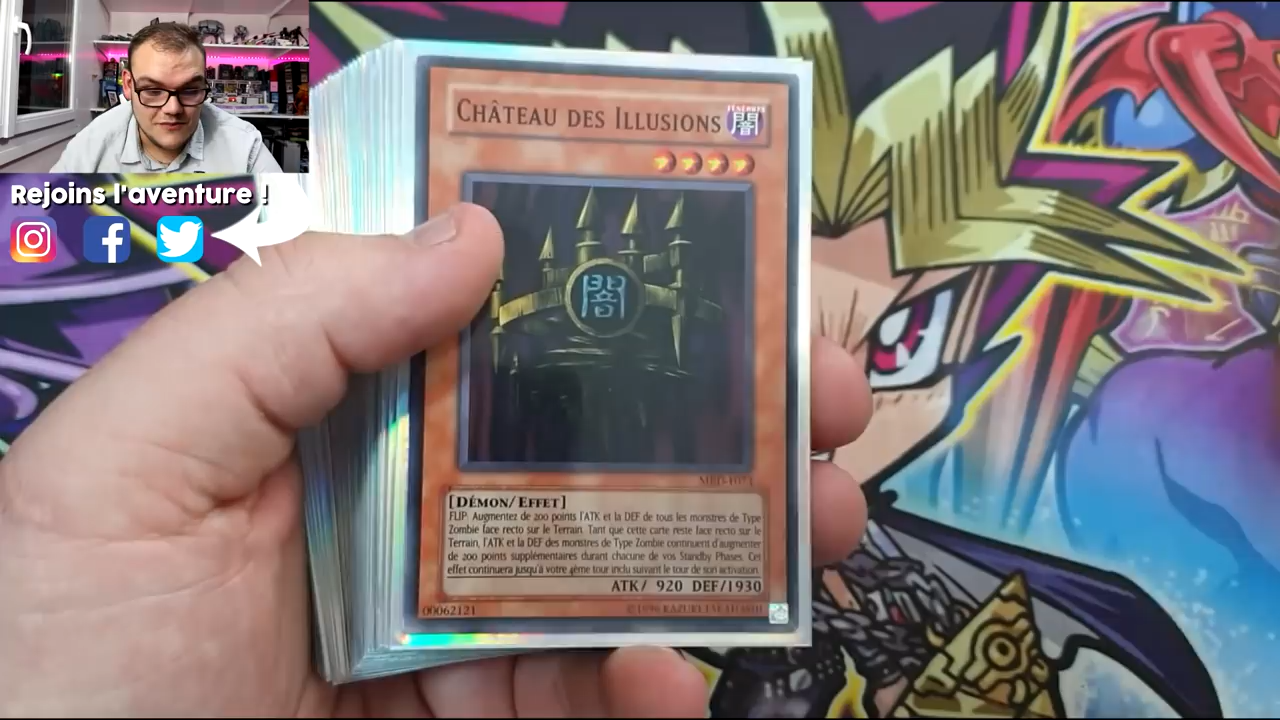 Rejoins l'aventure !
CHÂTEAU DES ILLUSIONS
TÉNÈBRES
闇
闇
[DÉMON/EFFET]
FLIP: Augmentez de 200 points l'ATK et la DEF de tous les monstres de Type
Zombie face recto sur le Terrain. Tant que cette carte reste face recto sur le
Terrain, l'ATK et la DEF des monstres de Type Zombie continuent d'augmenter
de 200 points supplémentaires durant chacune de vos Standby Phases. Cet
effet continuera jusqu'à votre 4ème tour inclu suivant le tour de son activation.
ATK/ 920 DEF/1930
00062121
©1996 KAZUKI TAKAHASHI